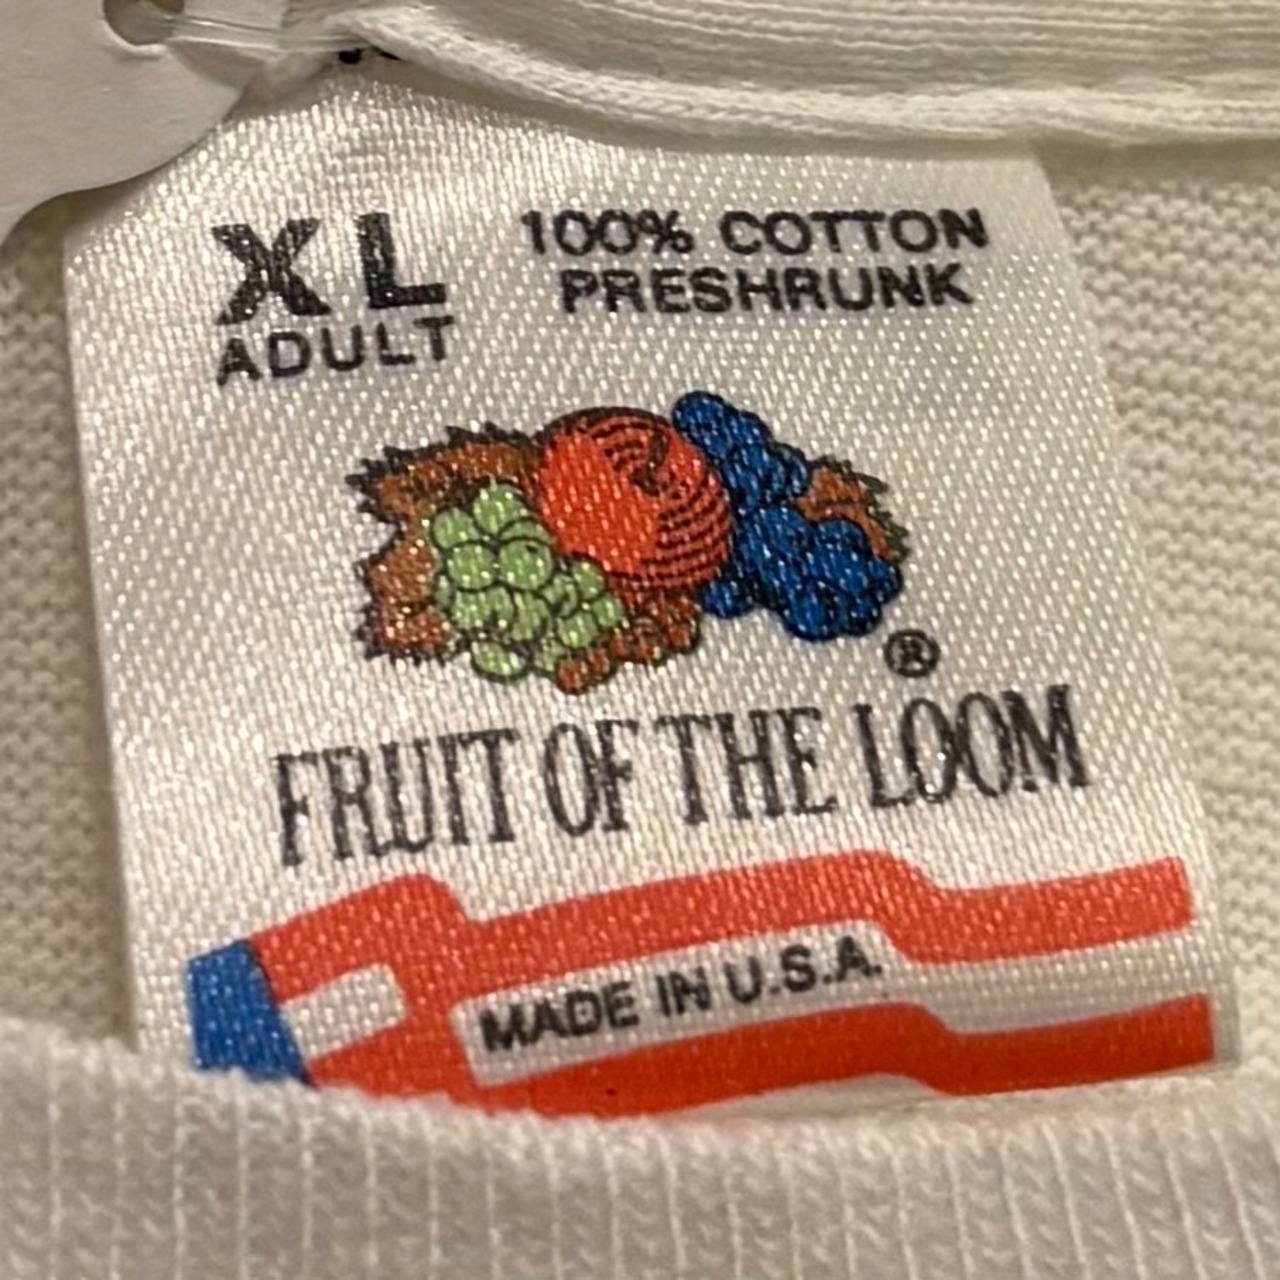 XL
ADULT
100% COTTON
PRESHRUNK
®
FRUIT OF THE LOOM
MADE IN U.S.A.